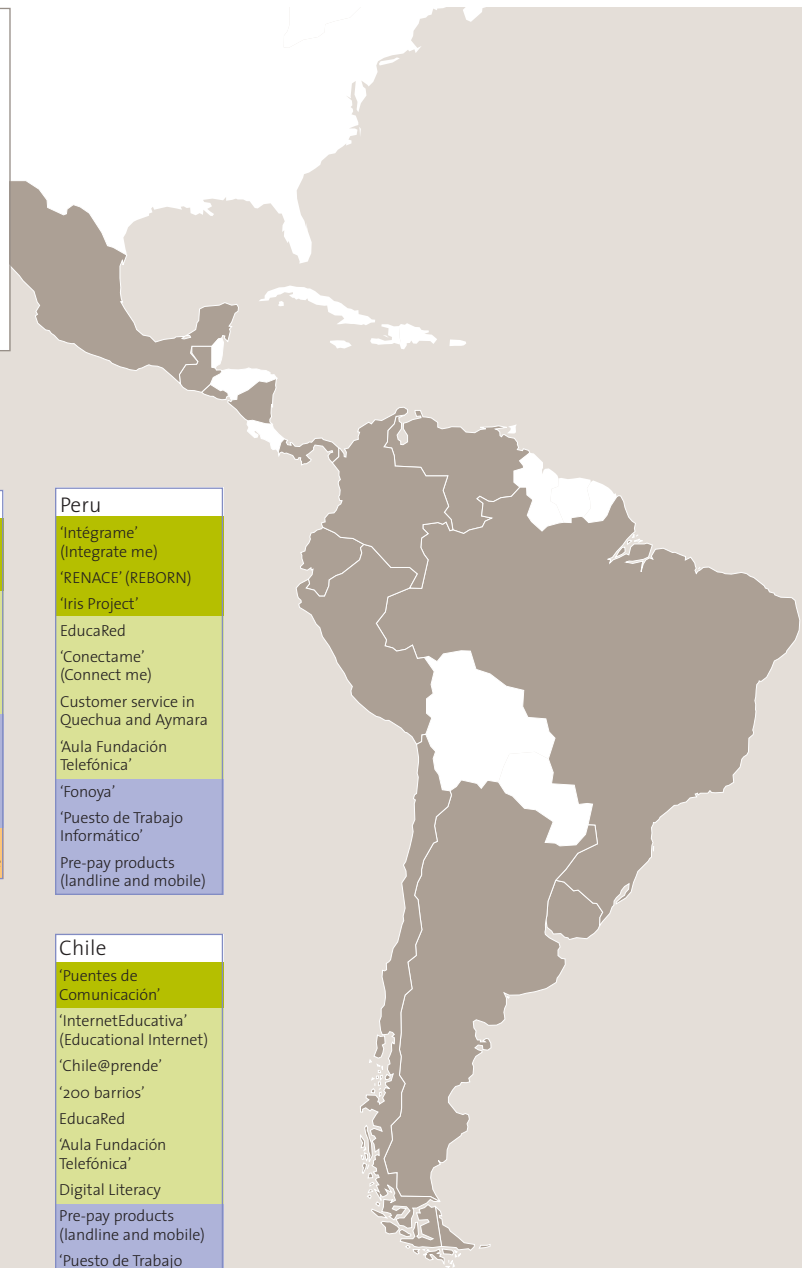 Peru
‘Intégrame’
(Integrate me)
‘RENACE’ (REBORN)
‘Iris Project’
EducaRed
‘Conectame’
(Connect me)
Customer service in
Quechua and Aymara
‘Aula Fundación
Telefónica’
‘Fonoya’
‘Puesto de Trabajo
Informático’
Pre-pay products
(landline and mobile)
Chile
‘Puentes de
Comunicación’
‘InternetEducativa’
(Educational Internet)
‘Chile@prende’
‘200 barrios’
EducaRed
‘Aula Fundación
Telefónica’
Digital Literacy
Pre-pay products
(landline and mobile)
‘Puesto de Trabajo